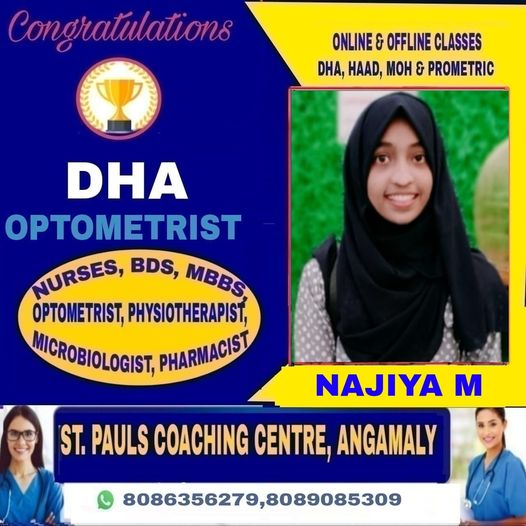 Congratulations
ONLINE & OFFLINE CLASSES
DHA, HAAD, MOH & PROMETRIC
DHA
OPTOMETRIST
NURSES, BDS, MBBS,
OPTOMETRIST, PHYSIOTHERAPIST,
MICROBIOLOGIST, PHARMACIST
NAJIYA M
ST. PAULS COACHING CENTRE, ANGAMALY
8086356279,8089085309